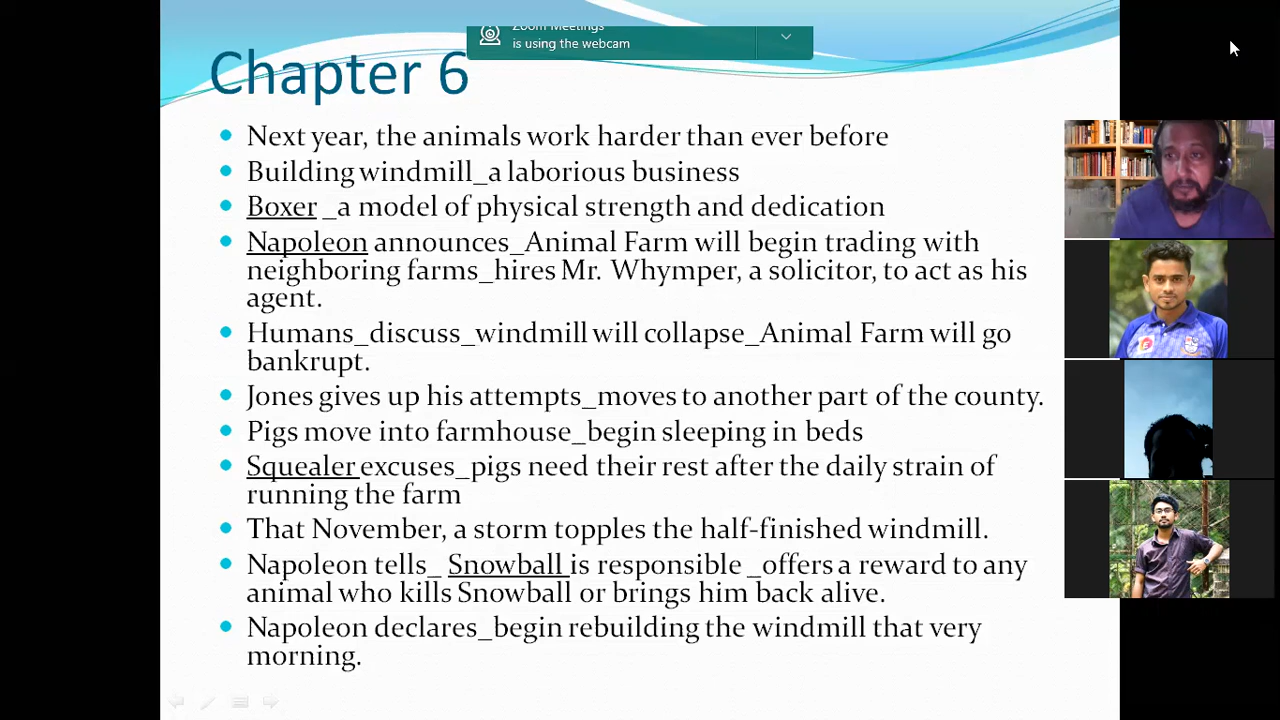 Zoom Meetings
is using the webcam
Chapter 6
Next year, the animals work harder than ever before
Building windmill_a laborious business
Boxer _a model of physical strength and dedication
Napoleon announces_Animal Farm will begin trading with
neighboring farms_hires Mr. Whymper, a solicitor, to act as his
agent.
Humans_discuss_windmill will collapse_Animal Farm will go
bankrupt.
Jones gives up his attempts_moves to another part of the county.
Pigs move into farmhouse_begin sleeping in beds
Squealer excuses_pigs need their rest after the daily strain of
running the farm
That November, a storm topples the half-finished windmill.
Napoleon tells_ Snowball is responsible _offers a reward to any
animal who kills Snowball or brings him back alive.
Napoleon declares_begin rebuilding the windmill that very
morning.